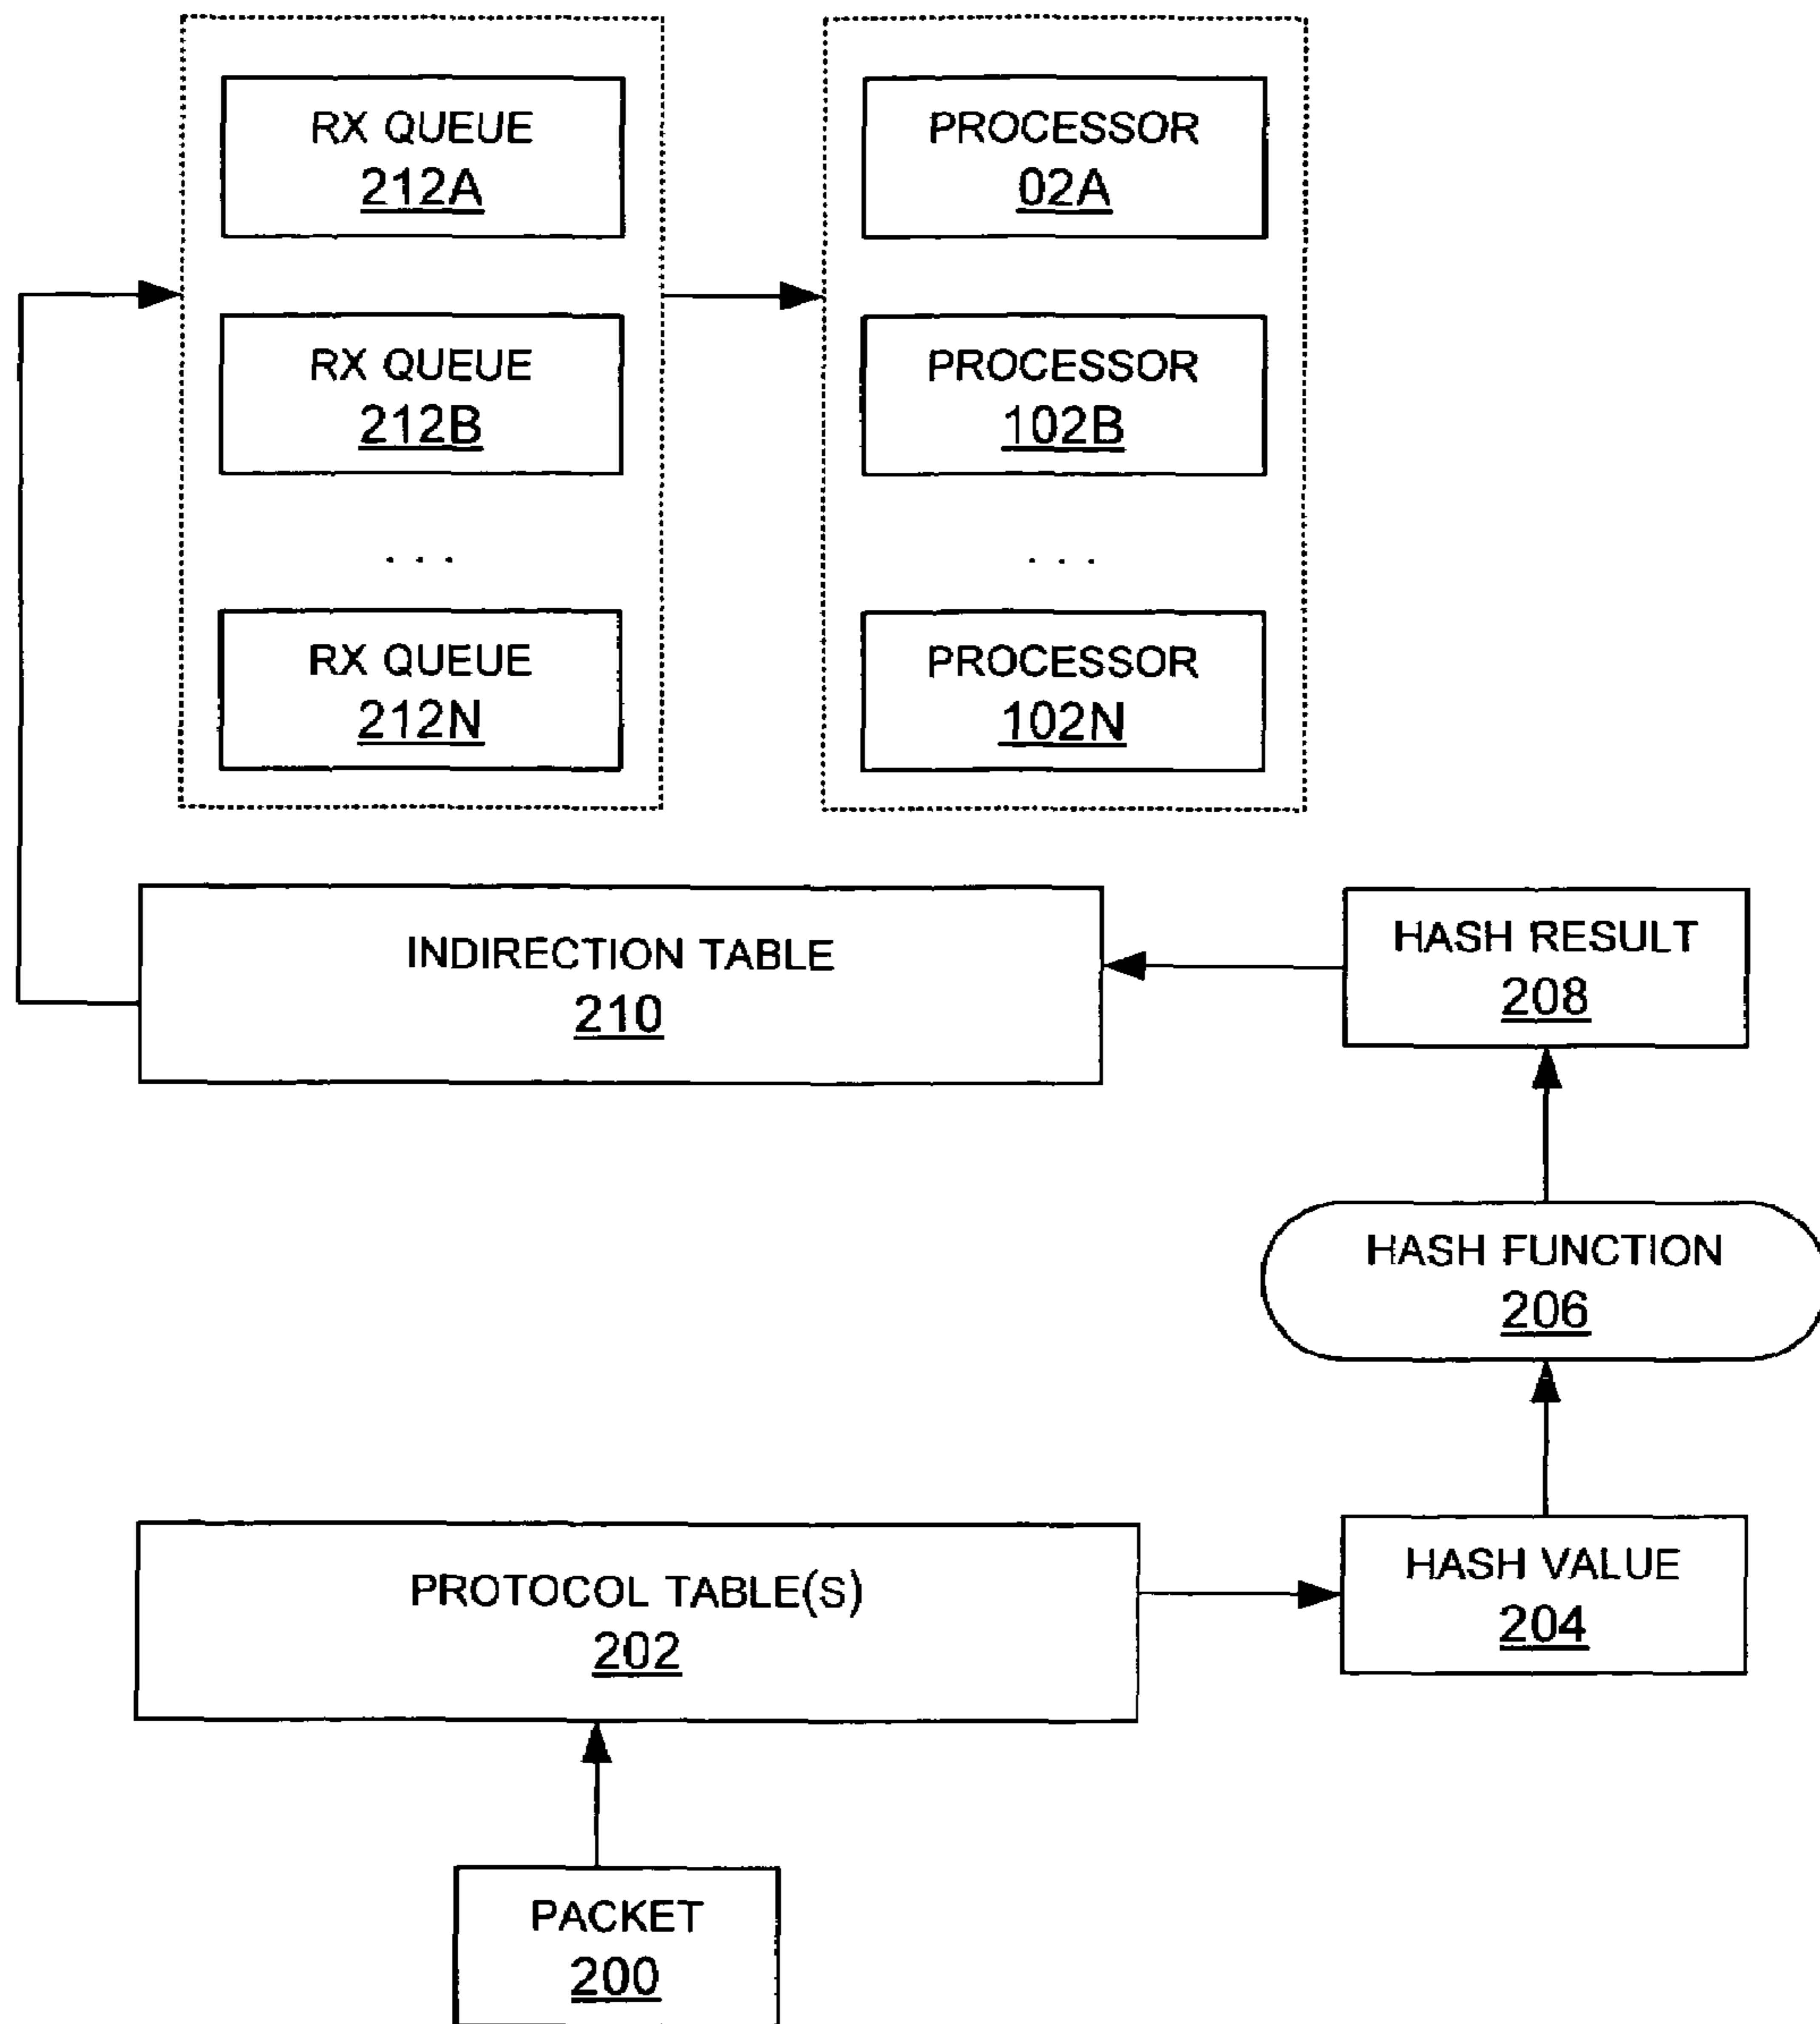 RX QUEUE
212A
PROCESSOR
02A
RX QUEUE
212B
PROCESSOR
102B
. . .
. . .
RX QUEUE
212N
PROCESSOR
102N
INDIRECTION TABLE
210
HASH RESULT
208
HASH FUNCTION
206
PROTOCOL TABLE(S)
202
HASH VALUE
204
PACKET
200